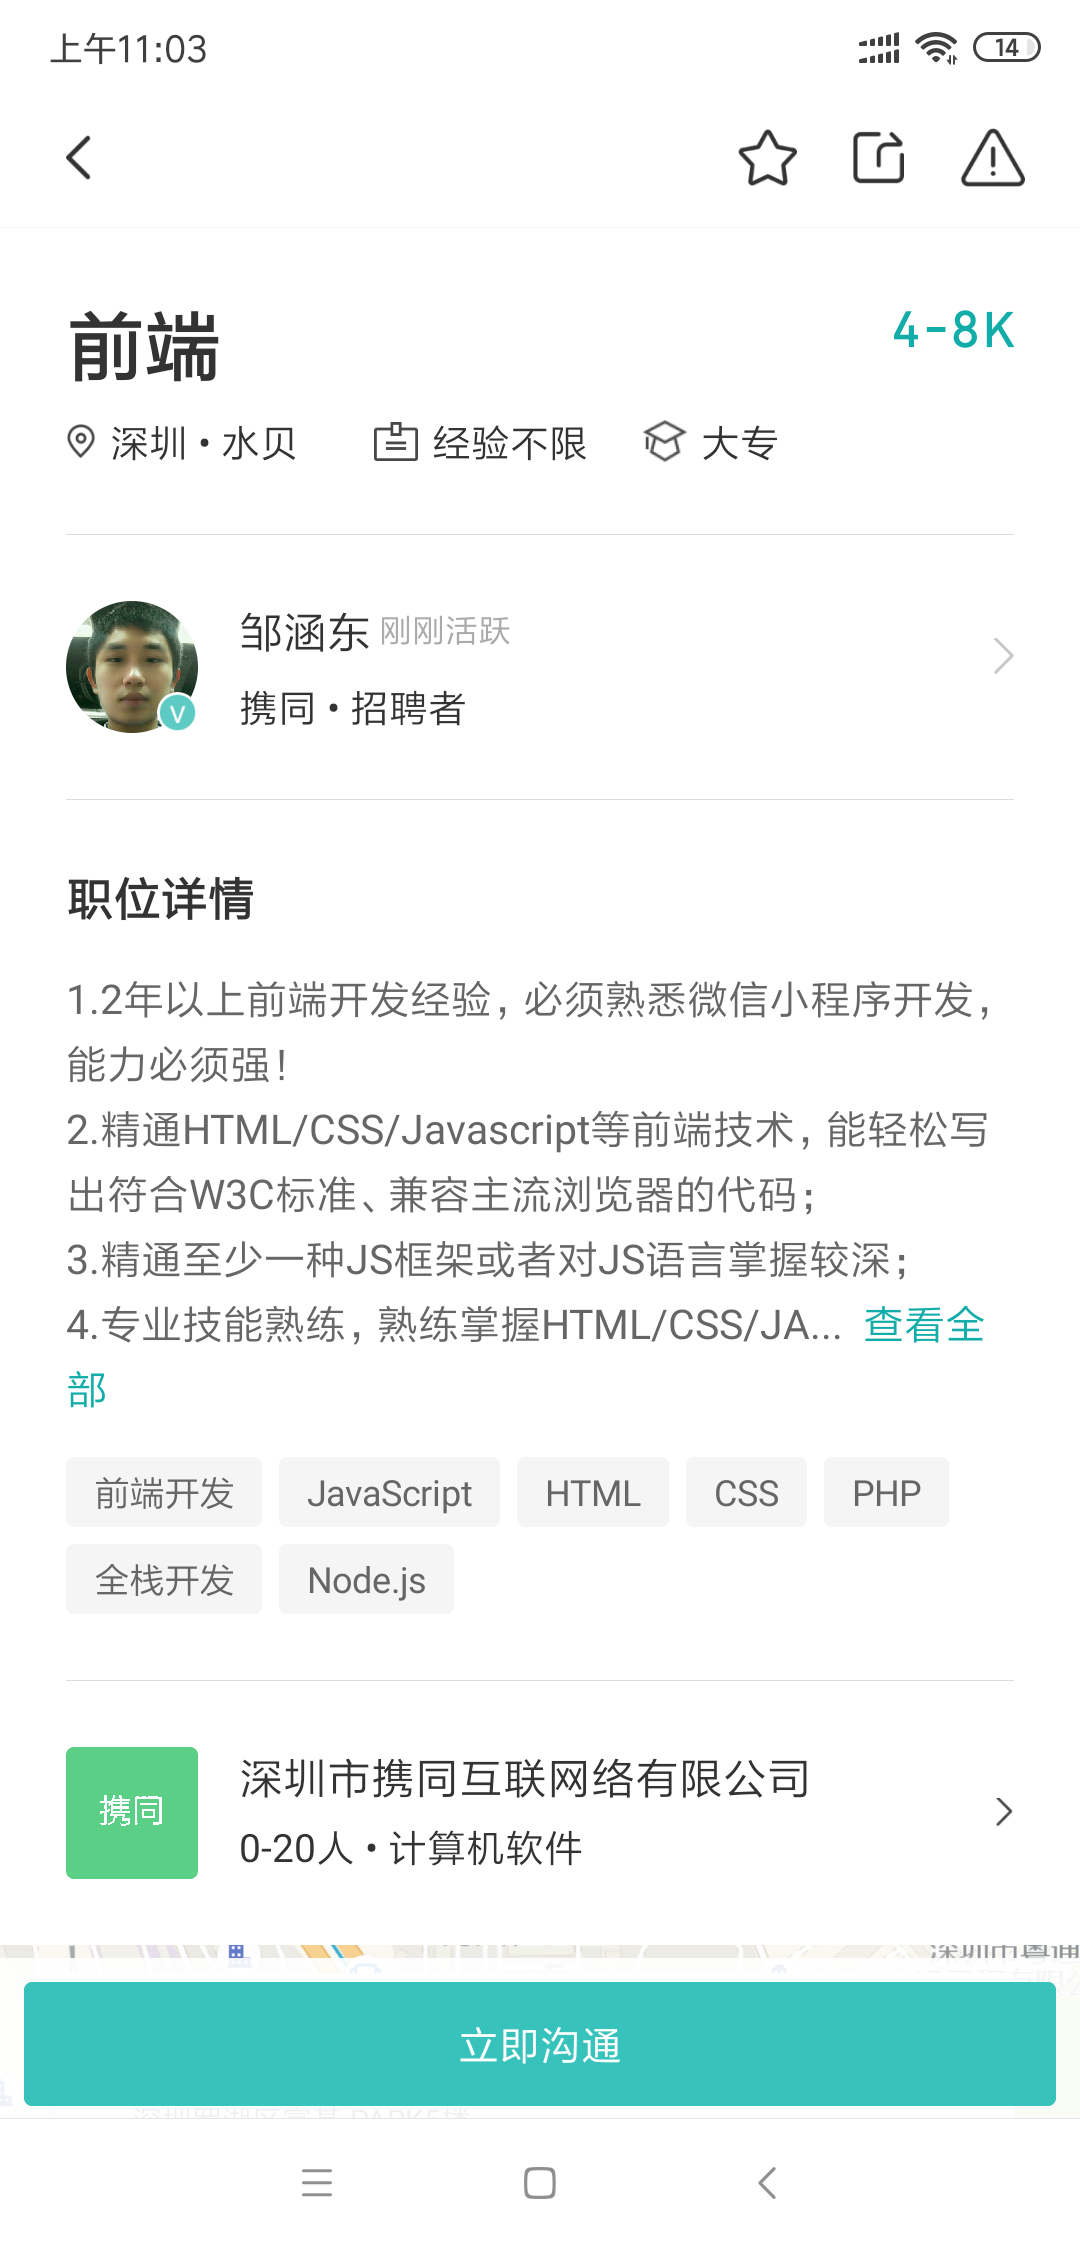 上午11:03
14
前端
4-8K
深圳·水贝
经验不限
大专
邹涵东 刚刚活跃
携同·招聘者
职位详情
1.2年以上前端开发经验，必须熟悉微信小程序开发，
能力必须强！
2.精通HTML/CSS/Javascript等前端技术，能轻松写
出符合W3C标准、兼容主流浏览器的代码；
3.精通至少一种JS框架或者对JS语言掌握较深；
4.专业技能熟练，熟练掌握HTML/CSS/JA... 查看全
部
前端开发
JavaScript
HTML
CSS
PHP
全栈开发
Node.js
携同
深圳市携同互联网络有限公司
0-20人·计算机软件
立即沟通